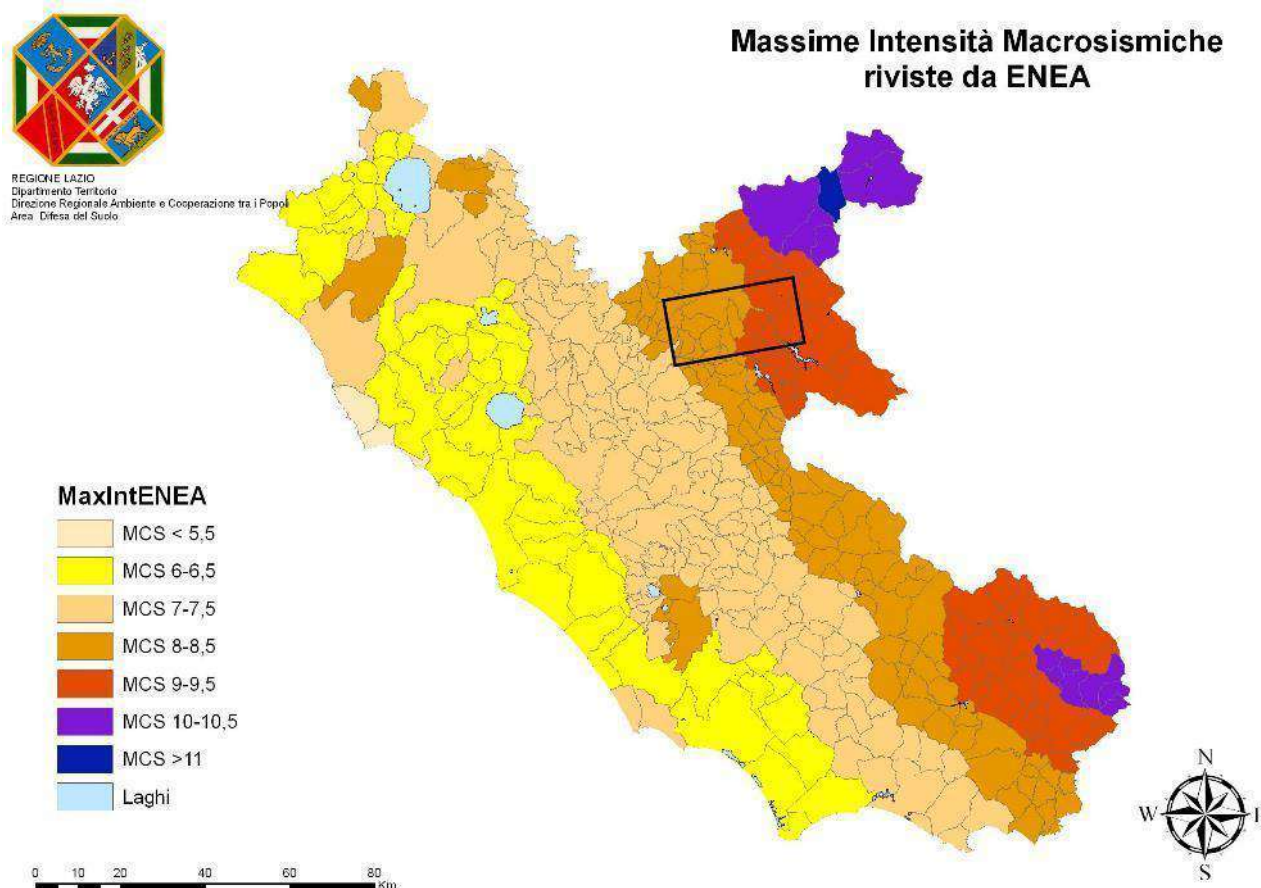 Massime Intensità Macrosismiche
riviste da ENEA
REGIONE LAZIO
Dipartimento Territorio
Direzione Regionale Ambiente e Cooperazione tra i Popoli
Area Difesa del Suolo
MaxIntENEA
MCS < 5,5
MCS 6-6,5
MCS 7-7,5
MCS 8-8,5
MCS 9-9,5
MCS 10-10,5
MCS >11
Laghi
N
W
E
S
0 10 20 40 60 80
Km